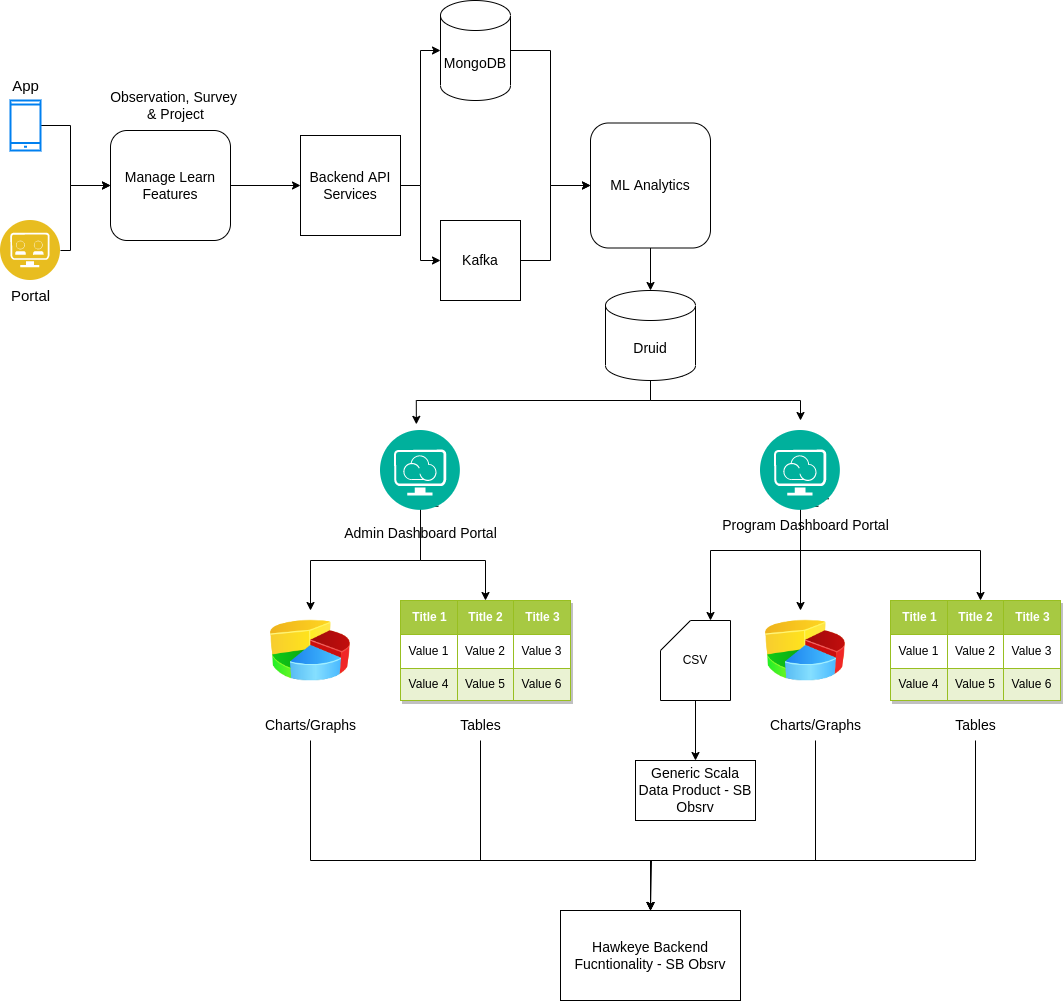 MongoDB
App
Observation, Survey
& Project
Manage Learn
Features
Backend API
Services
ML Analytics
Kafka
Portal
Druid
Admin Dashboard Portal
Program Dashboard Portal
Title 1 Title 2 Title 3
Value 1 Value 2 Value 3
Value 4 Value 5 Value 6
CSV
Title 1 Title 2 Title 3
Value 1 Value 2 Value 3
Value 4 Value 5 Value 6
Charts/Graphs
Tables
Charts/Graphs
Tables
Generic Scala
Data Product - SB
Obsrv
Hawkeye Backend
Fucntionality - SB Obsrv